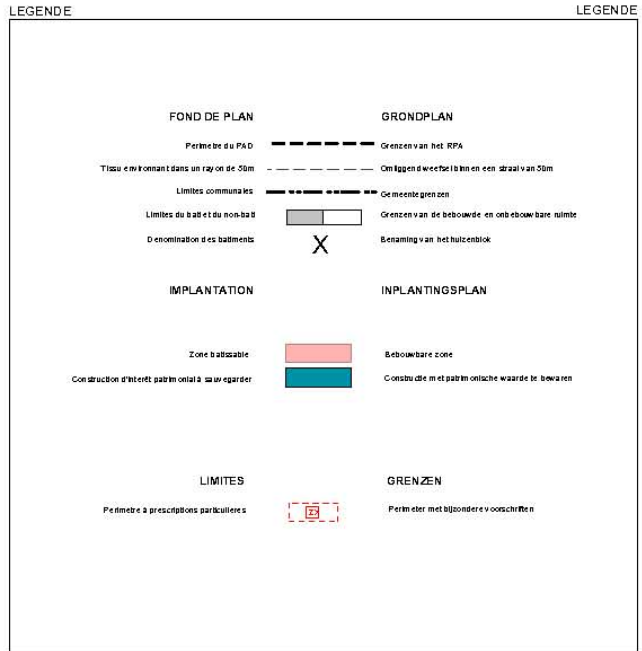 LEGENDE LEGENDE
FOND DE PLAN GRONDPLAN
Perimetre du PAD Grenzen van het RPA
Tissu environnant dans un rayon de 50m Omliggend weefsel binnen een straal van 50m
Limites communales Gemeentegrenzen
Limites du bati et du non-bati Grenzen van de bebouwde en onbebouwbare ruimte
Denomination des batiments X Benaming van het huizenblok
IMPLANTATION INPLANTINGSPLAN
Zone batissable Bebouwbare zone
Construction d'interêt patrimonial à sauvegarder Constructie met patrimonische waarde te bewaren
LIMITES GRENZEN
Perimetre à prescriptions particulieres ZX Perimeter met bijzondere voorschriften